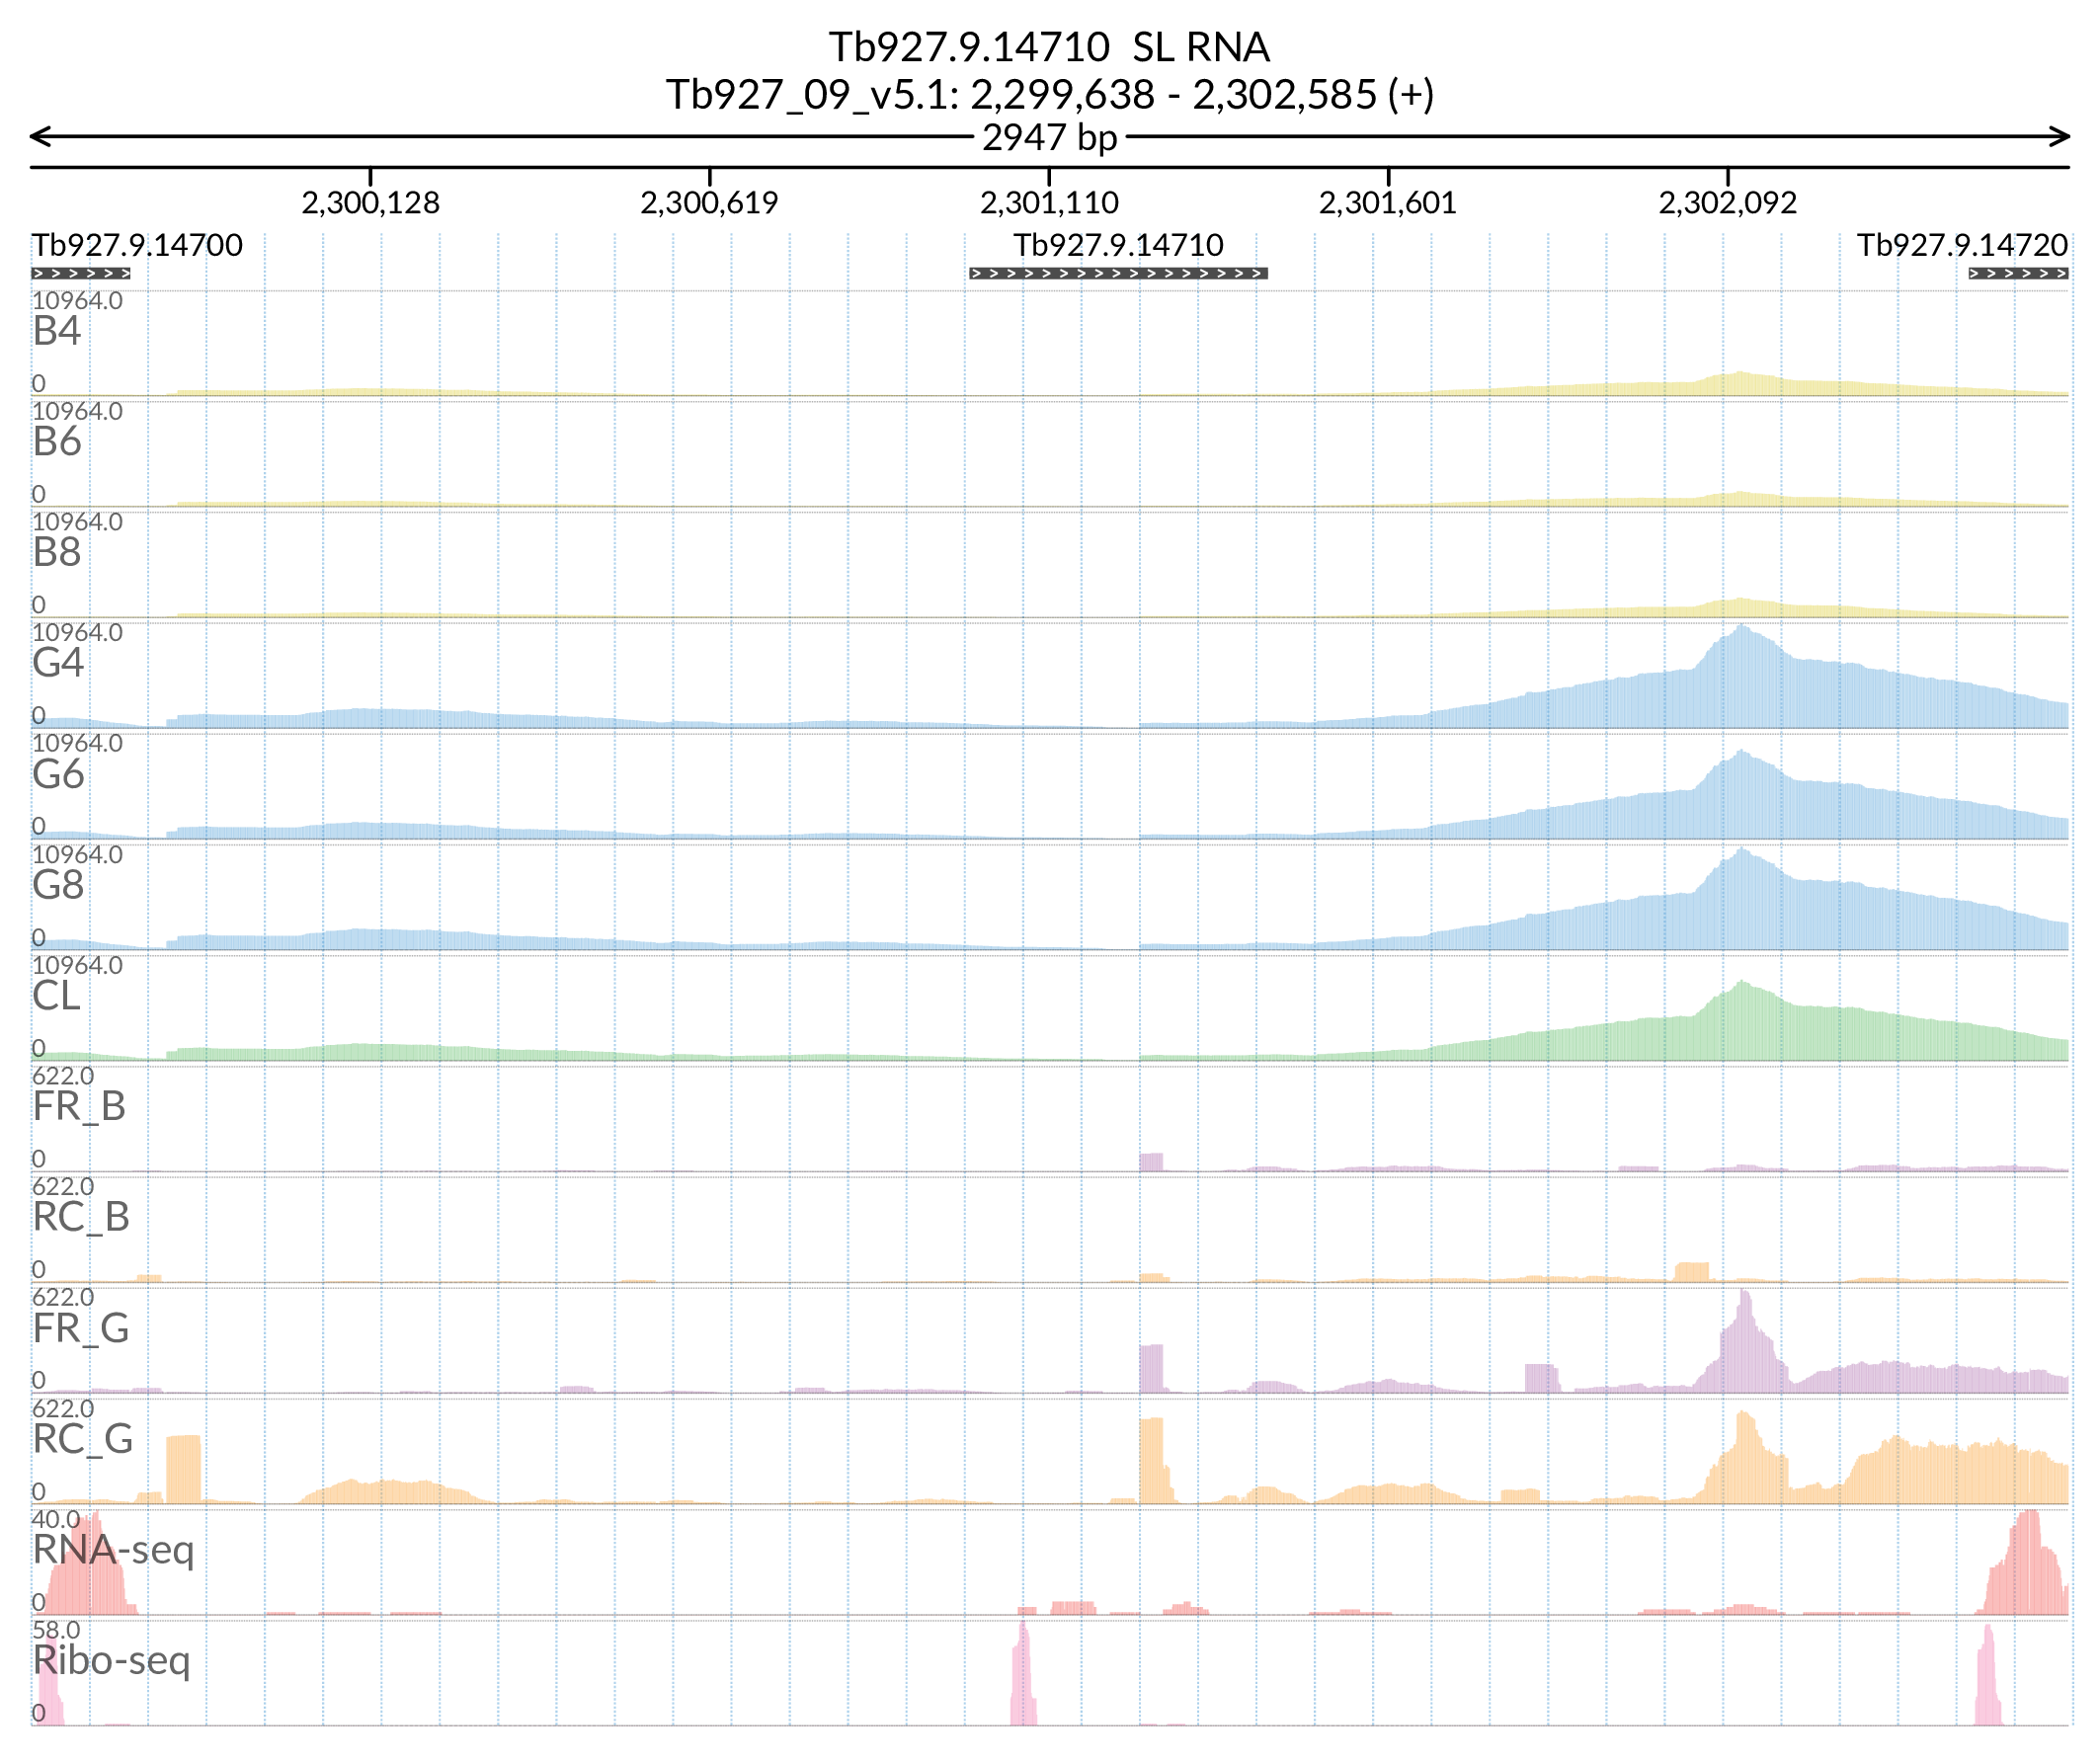 Tb927.9.14710  SL RNA
Tb927_09_v5.1: 2,299,638 - 2,302,585 (+)
2947 bp
2,300,128 2,300,619 2,301,110 2,301,601 2,302,092
Tb927.9.14700 Tb927.9.14710 Tb927.9.14720
10964.0
B4
0
10964.0
B6
0
10964.0
B8
0
10964.0
G4
0
10964.0
G6
0
10964.0
G8
0
10964.0
CL
0
622.0
FR_B
0
622.0
RC_B
0
622.0
FR_G
0
622.0
RC_G
0
40.0
RNA-seq
0
58.0
Ribo-seq
0